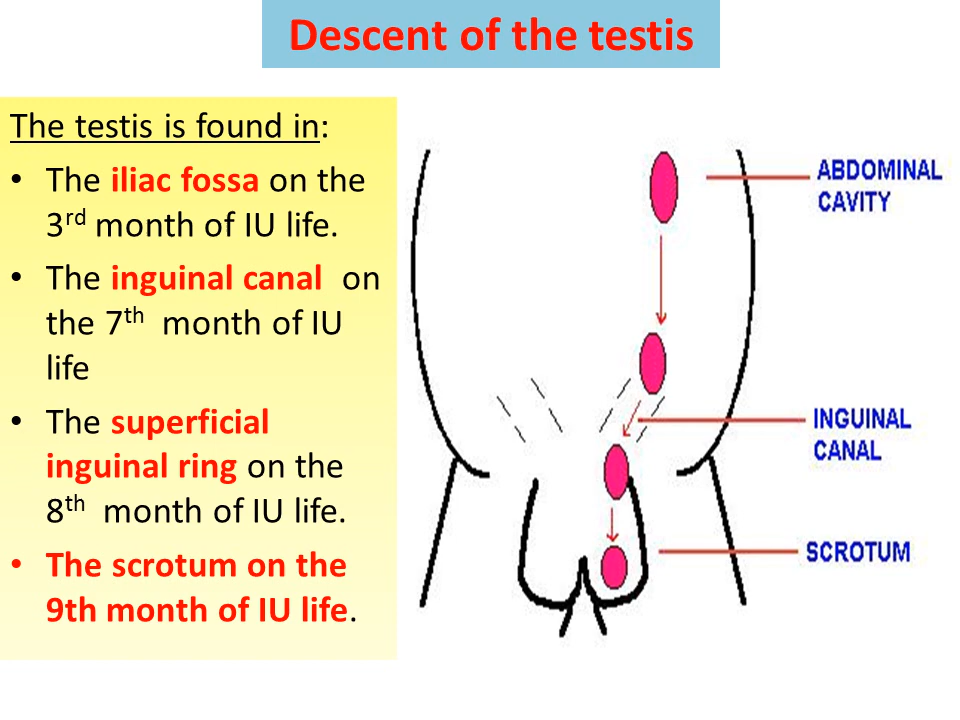 Descent of the testis
The testis is found in:
• The iliac fossa on the
3rd month of IU life.
• The inguinal canal on
the 7th month of IU
life
• The superficial
inguinal ring on the
8th month of IU life.
• The scrotum on the
9th month of IU life.
ABDOMINAL
CAVITY
INGUINAL
CANAL
SCROTUM